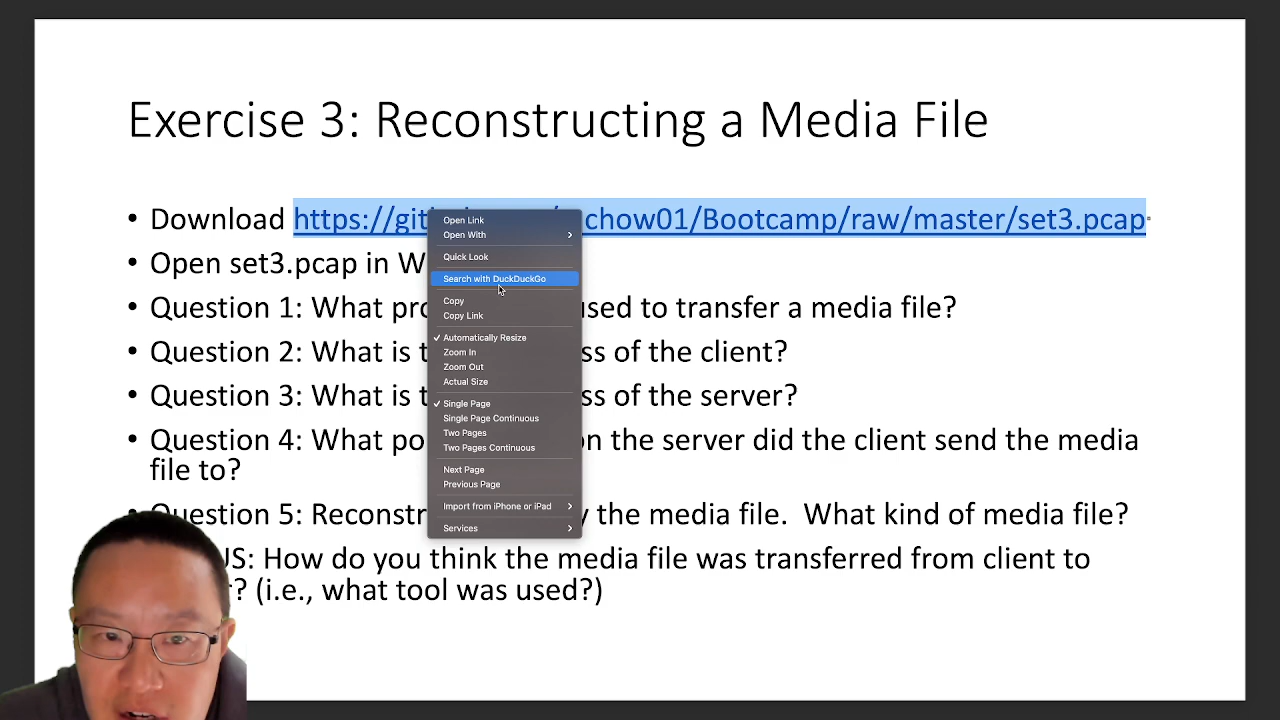 Exercise 3: Reconstructing a Media File
• Download https://gith chow01/Bootcamp/raw/master/set3.pcap
• Open set3.pcap in W
• Question 1: What pro used to transfer a media file?
• Question 2: What is t ss of the client?
• Question 3: What is t ss of the server?
• Question 4: What po on the server did the client send the media
file to?
Question 5: Reconstr y the media file. What kind of media file?
US: How do you think the media file was transferred from client to
? (i.e., what tool was used?)
Open Link
Open With
Quick Look
Search with DuckDuckGo
Copy
Copy Link
✓ Automatically Resize
Zoom In
Zoom Out
Actual Size
✓ Single Page
Single Page Continuous
Two Pages
Two Pages Continuous
Next Page
Previous Page
Import from iPhone or iPad
Services